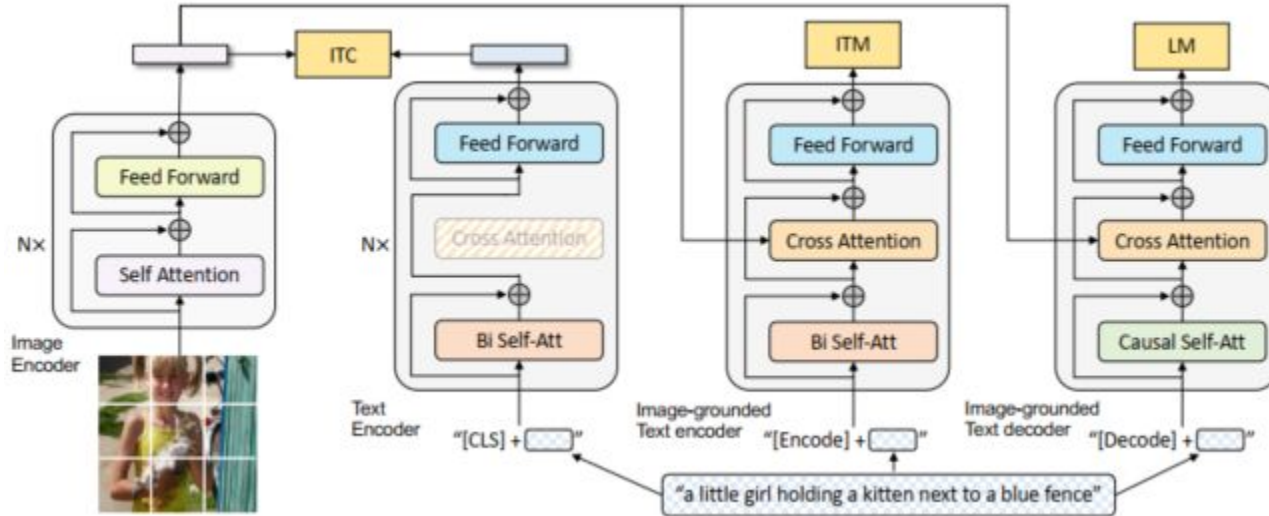 ITC
ITM
LM
Feed Forward
Self Attention
N×
Image
Encoder
Feed Forward
Cross Attention
Bi Self-Att
N×
Text
Encoder
"[CLS] + "
Feed Forward
Cross Attention
Bi Self-Att
Image-grounded
Text encoder
"[Encode] + "
Feed Forward
Cross Attention
Causal Self-Att
Image-grounded
Text decoder
"[Decode] + "
"a little girl holding a kitten next to a blue fence"